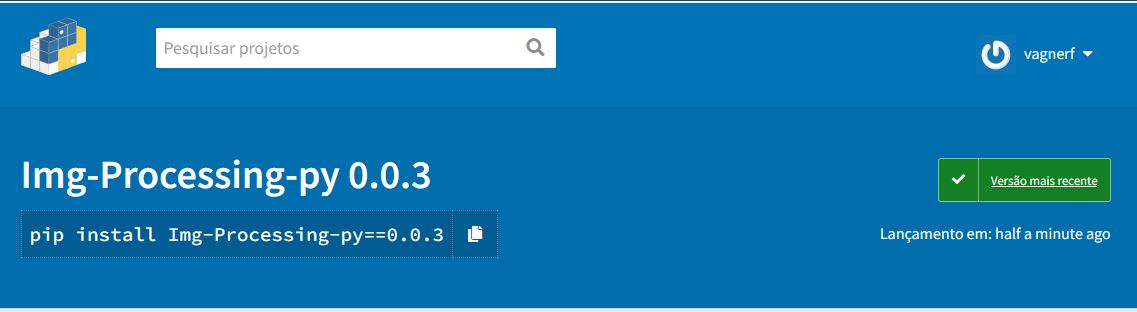 Pesquisar projetos
vagnerf
Img-Processing-py 0.0.3
Versão mais recente
pip install Img-Processing-py==0.0.3
Lançamento em: half a minute ago